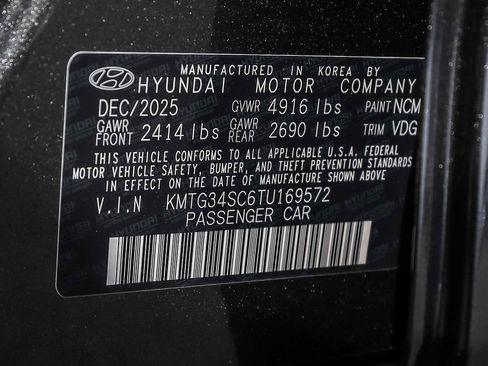 MANUFACTURED IN KOREA BY
HYUNDAI MOTOR COMPANY
DEC/2025 GVWR 4916 lbs PAINT NCM
GAWR FRONT 2414 lbs GAWR REAR 2690 lbs TRIM VDG
THIS VEHICLE CONFORMS TO ALL APPLICABLE U.S.A. FEDERAL
MOTOR VEHICLE SAFETY, BUMPER, AND THEFT PREVENTION STANDARDS
IN EFFECT ON THE DATE OF MANUFACTURE SHOWN ABOVE.
V.I.N KMTG34SC6TU169572
PASSENGER CAR